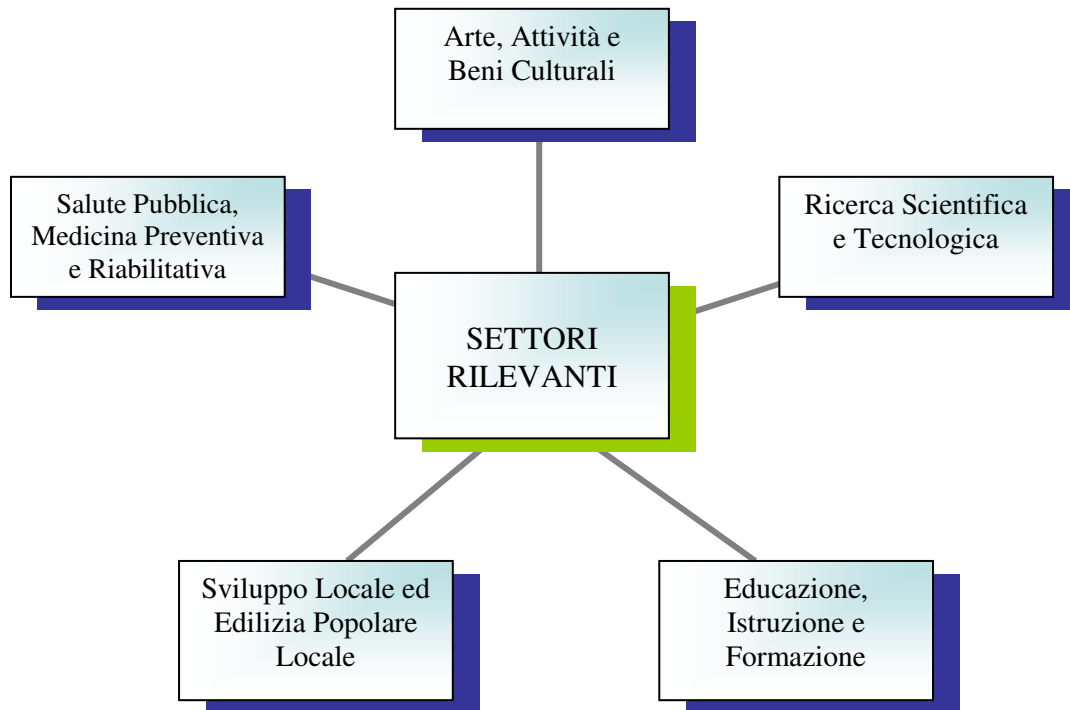 Arte, Attività e
Beni Culturali
Salute Pubblica,
Medicina Preventiva
e Riabilitativa
Ricerca Scientifica
e Tecnologica
SETTORI
RILEVANTI
Sviluppo Locale ed
Edilizia Popolare
Locale
Educazione,
Istruzione e
Formazione